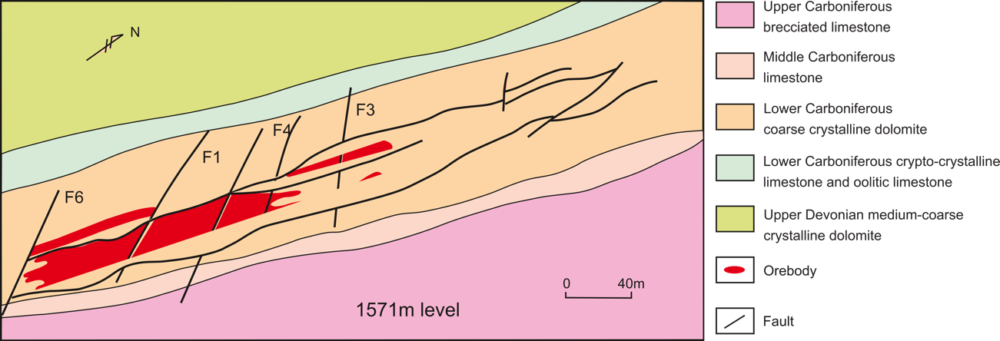 N
F3
F4
F1
F6
0 40m
1571m level
Upper Carboniferous
brecciated limestone
Middle Carboniferous
limestone
Lower Carboniferous
coarse crystalline dolomite
Lower Carboniferous crypto-crystalline
limestone and oolitic limestone
Upper Devonian medium-coarse
crystalline dolomite
Orebody
Fault